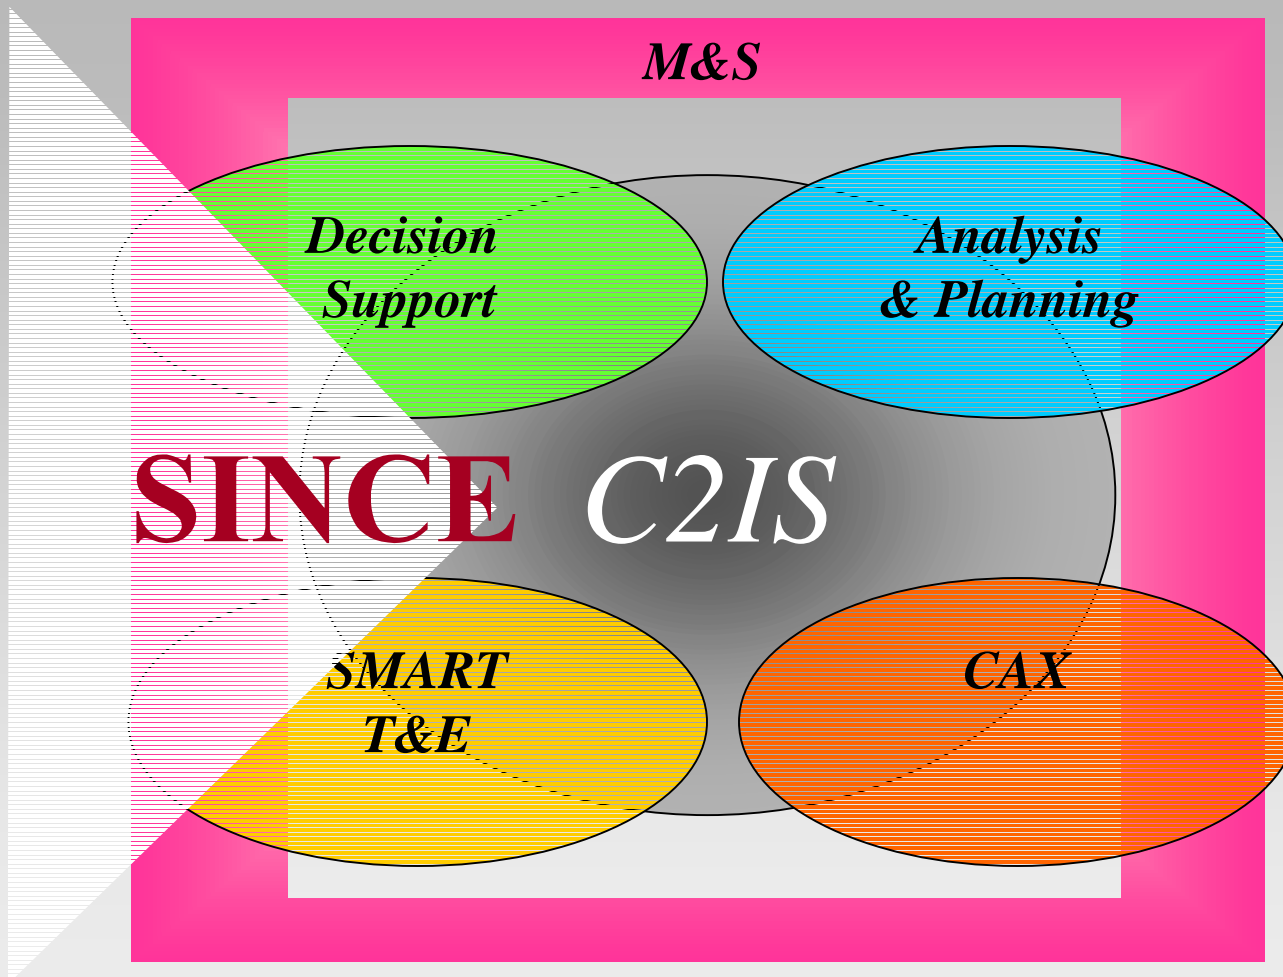 M&S
Decision
Support
Analysis
& Planning
SINCE C2IS
SMART
T&E
CAX